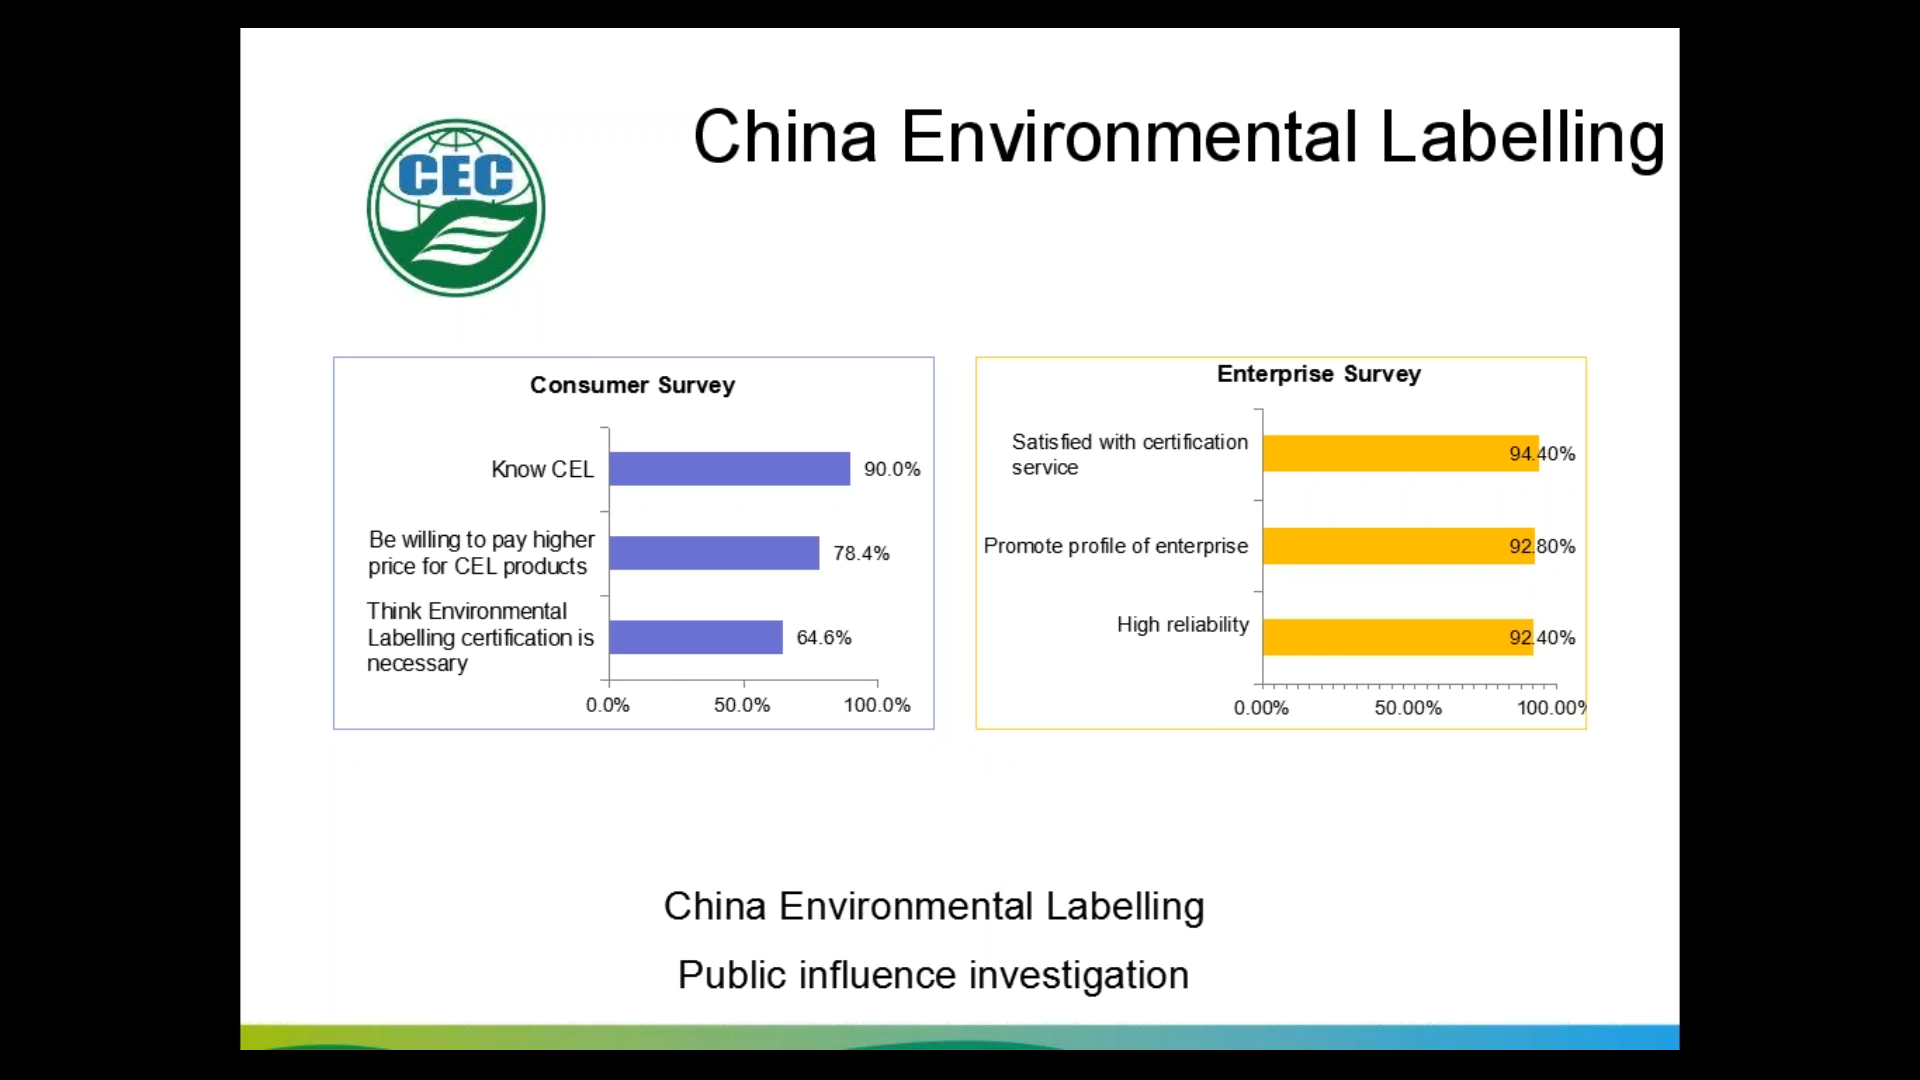 China Environmental Labelling
CEC
Consumer Survey
Know CEL
90.0%
Be willing to pay higher
price for CEL products
78.4%
Think Environmental
Labelling certification is
necessary
64.6%
0.0%
50.0%
100.0%
Enterprise Survey
Satisfied with certification
service
94.40%
Promote profile of enterprise
92.80%
High reliability
92.40%
0.00%
50.00%
100.00%
China Environmental Labelling
Public influence investigation